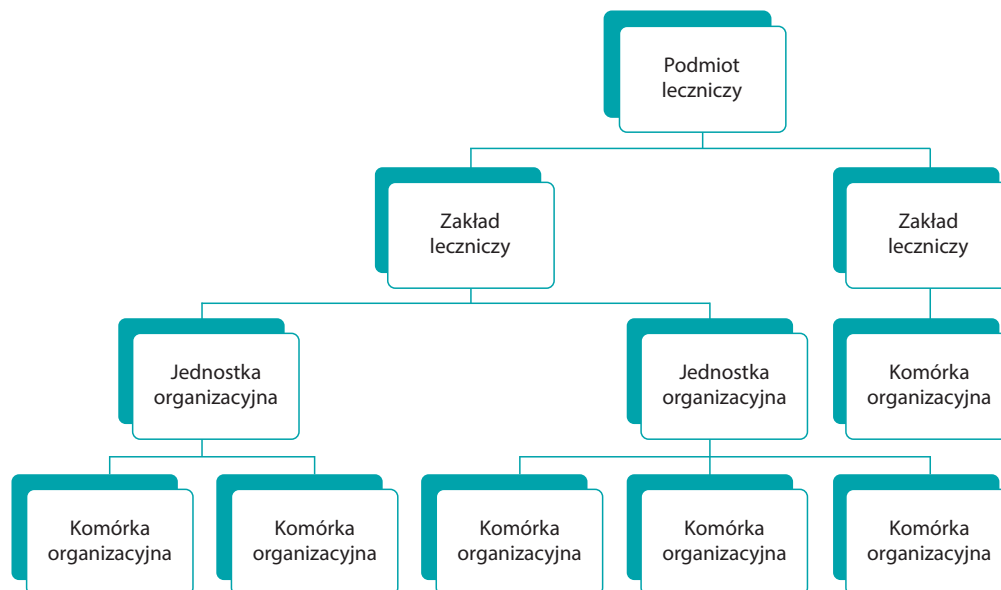 Podmiot
leczniczy
Zakład
leczniczy
Zakład
leczniczy
Jednostka
organizacyjna
Jednostka
organizacyjna
Komórka
organizacyjna
Komórka
organizacyjna
Komórka
organizacyjna
Komórka
organizacyjna
Komórka
organizacyjna
Komórka
organizacyjna